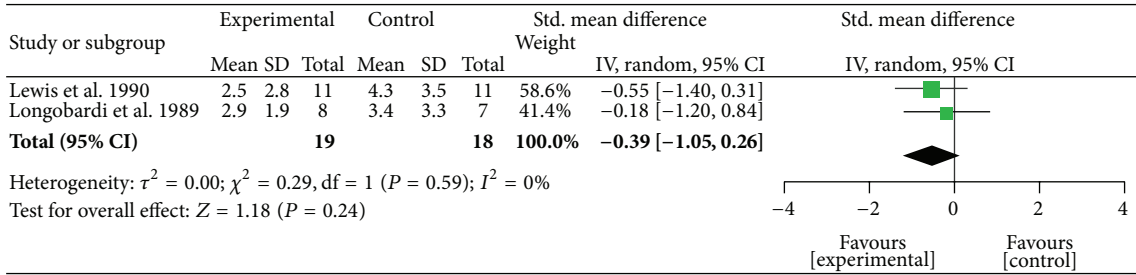 Study or subgroup Experimental Control Std. mean difference Std. mean difference
Weight
Mean SD Total Mean SD Total IV, random, 95% CI IV, random, 95% CI
Lewis et al. 1990 2.5 2.8 11 4.3 3.5 11 58.6% −0.55 [−1.40, 0.31]
Longobardi et al. 1989 2.9 1.9 8 3.4 3.3 7 41.4% −0.18 [−1.20, 0.84]
Total (95% CI) 19 18 100.0% −0.39 [−1.05, 0.26]
Heterogeneity: τ² = 0.00; χ² = 0.29, df = 1 (P = 0.59); I² = 0%
Test for overall effect: Z = 1.18 (P = 0.24)
−4 −2 0 2 4
Favours Favours
[experimental] [control]